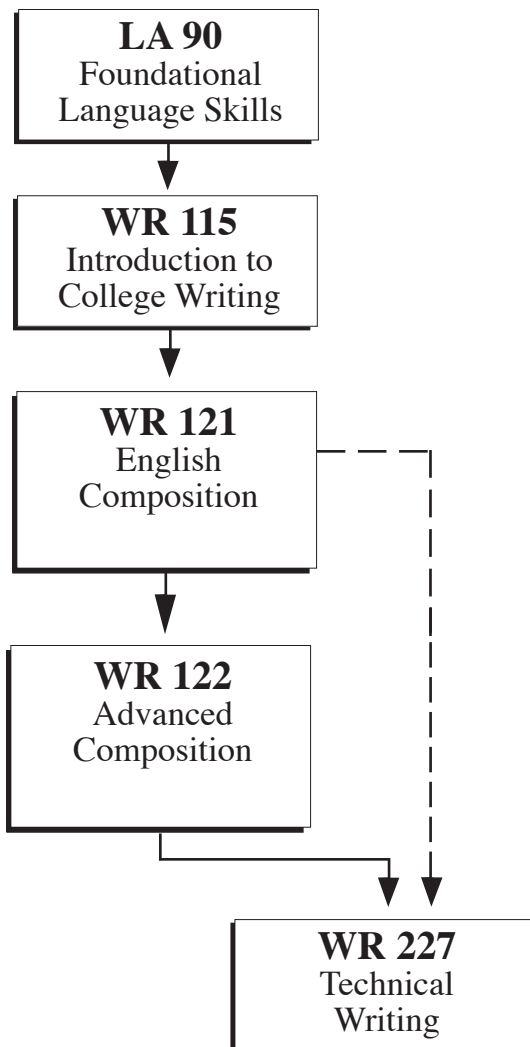 LA 90
Foundational
Language Skills
WR 115
Introduction to
College Writing
WR 121
English
Composition
WR 122
Advanced
Composition
WR 227
Technical
Writing